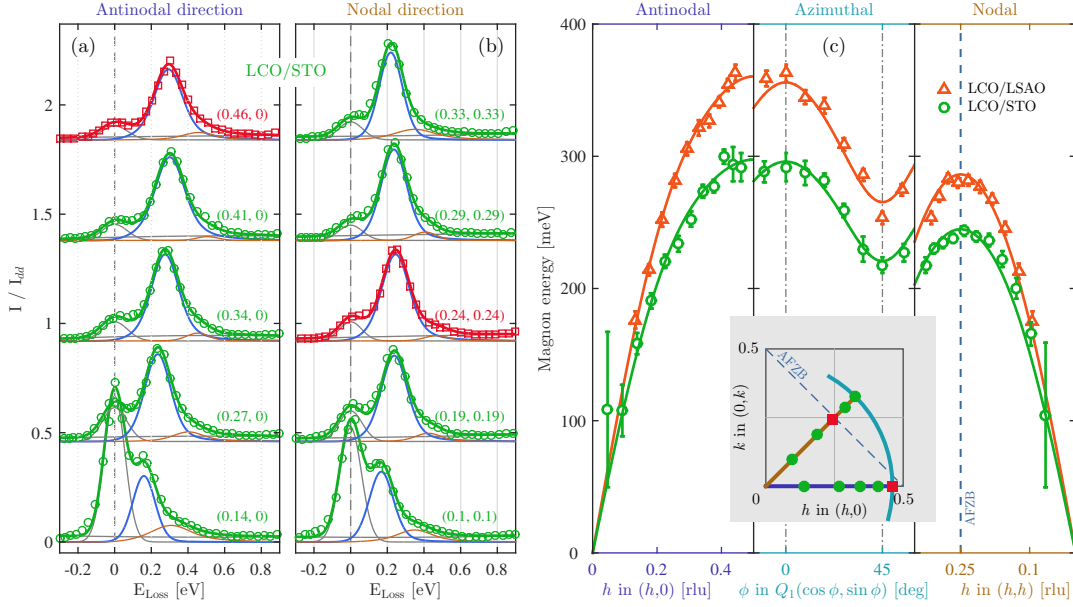 Antinodal direction
Nodal direction
(a)
(b)
LCO/STO
(0.46, 0)
(0.33, 0.33)
(0.41, 0)
(0.29, 0.29)
(0.34, 0)
(0.24, 0.24)
(0.27, 0)
(0.19, 0.19)
(0.14, 0)
(0.1, 0.1)
I / I_dd
2
1.5
1
0.5
0
-0.2 0 0.2 0.4 0.6 0.8
-0.2 0 0.2 0.4 0.6 0.8
E_Loss [eV]
E_Loss [eV]
Antinodal
Azimuthal
Nodal
(c)
LCO/LSAO
LCO/STO
Magnon energy [meV]
400
300
200
100
0
0.2 0.4
0 45
0.25 0.1
h in (h,0) [rlu]
ϕ in Q₁(cos ϕ, sin ϕ) [deg]
h in (h,h) [rlu]
AFZB
0.5
AFZB
k in (0,k)
0
0.5
h in (h,0)